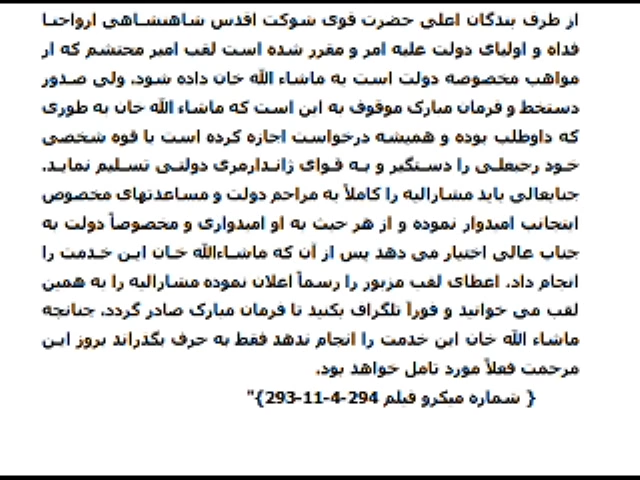 از طرف بندگان اعلی حضرت قوی شوکت اقدس شاهنشاهی ارواحنا
فداه و اولیای دولت علیه امر و مقرر شده است لقب امیر محتشم که از
مواهب مخصوصه دولت است به ماشاء الله خان داده شود. ولی صدور
دستخط و فرمان مبارک موقوف به این است که ماشاء الله خان به طوری
که داوطلب بوده و همیشه درخواست اجازه کرده است با قوه شخصی
خود رجبعلی را دستگیر و به قوای ژاندارمری دولتی تسلیم نماید.
جنابعالی باید مشارالیه را کاملاً به مراحم دولت و مساعدتهای مخصوص
اینجانب امیدوار نموده و از هر حیث به او امیدواری و مخصوصاً دولت به
جناب عالی اختیار می دهد پس از آن که ماشاءالله خان این خدمت را
انجام داد. اعطای لقب مزبور را رسماً اعلان نموده مشارالیه را به همین
لقب می خوانید و فوراً تلگراف بکنید تا فرمان مبارک صادر گردد. چنانچه
ماشاء الله خان این خدمت را انجام ندهد فقط به حرف بگذراند بروز این
مرحمت فعلاً مورد تامل خواهد بود.
{ شماره میکرو فیلم 294-4-11-293}"